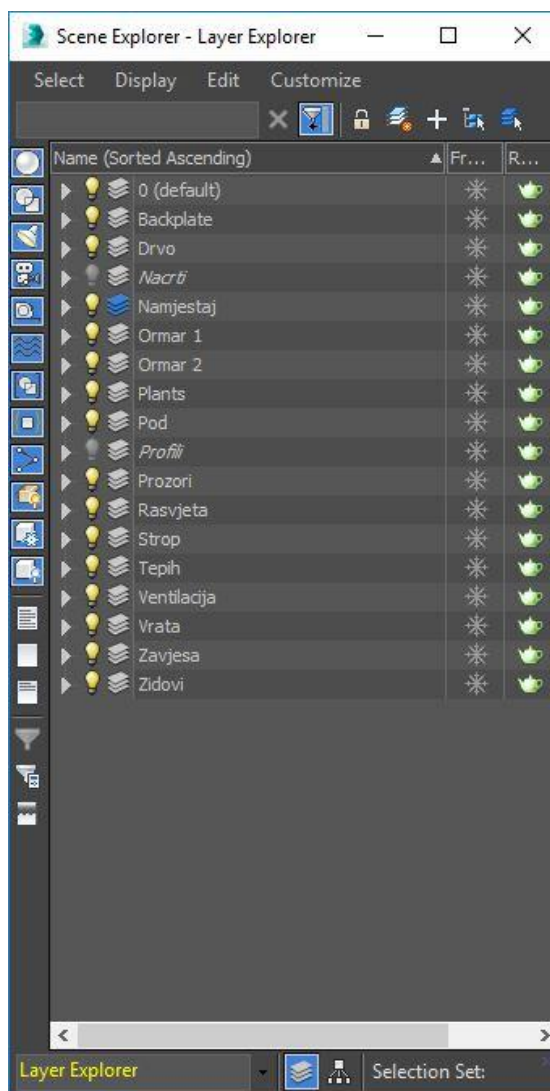 Scene Explorer - Layer Explorer
Select Display Edit Customize
Name (Sorted Ascending) Fr... R...
0 (default)
Backplate
Drvo
Nacrti
Namjestaj
Ormar 1
Ormar 2
Plants
Pod
Profili
Prozori
Rasvjeta
Strop
Tepih
Ventilacija
Vrata
Zavjesa
Zidovi
Layer Explorer Selection Set: